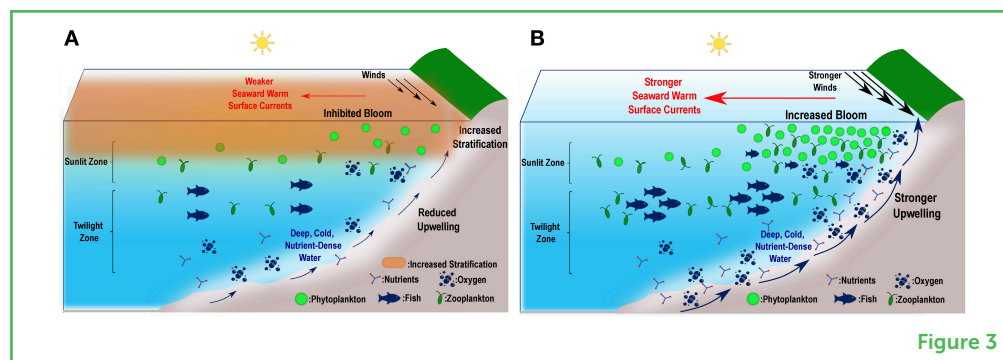 A
Weaker
Seaward Warm
Surface Currents
Winds
Inhibited Bloom
Increased
Stratification
Sunlit Zone
Twilight
Zone
Reduced
Upwelling
Deep, Cold,
Nutrient-Dense
Water
:Increased Stratification
:Nutrients
:Oxygen
:Phytoplankton
:Fish
:Zooplankton
B
Stronger
Seaward Warm
Surface Currents
Stronger
Winds
Increased Bloom
Sunlit Zone
Twilight
Zone
Stronger
Upwelling
Deep, Cold,
Nutrient-Dense
Water
:Nutrients
:Oxygen
:Phytoplankton
:Fish
:Zooplankton
Figure 3